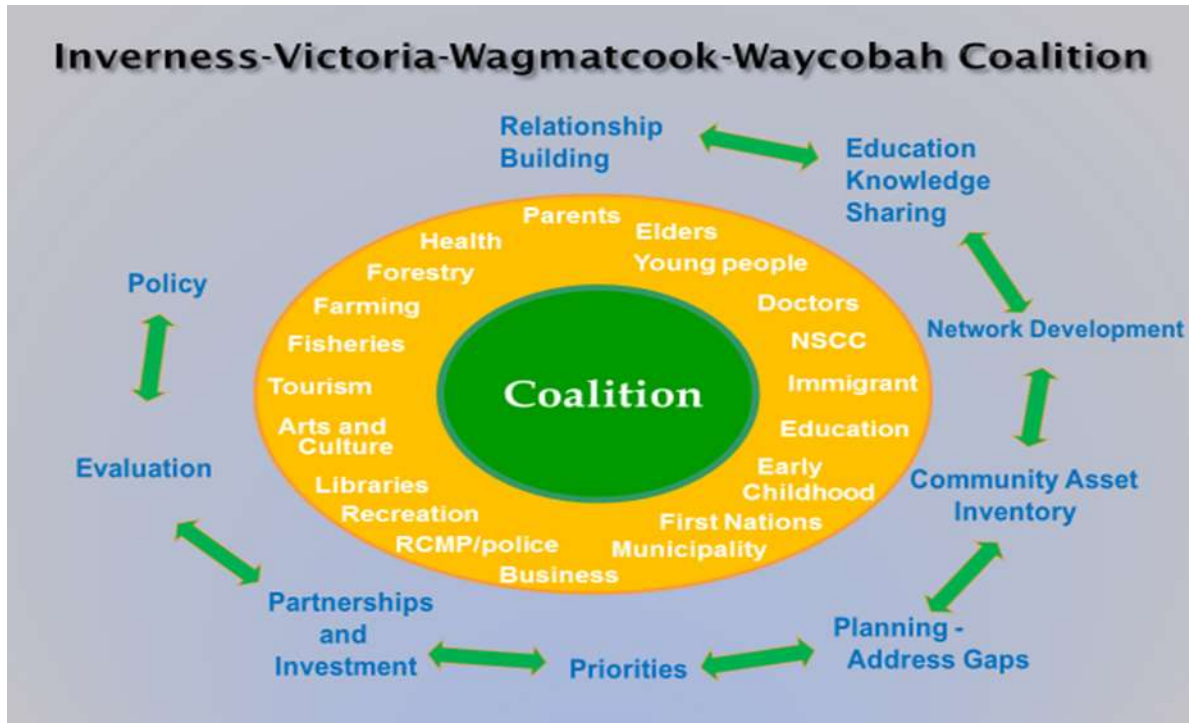 Inverness-Victoria-Wagmatcook-Waycobah Coalition
Relationship
Building
Education
Knowledge
Sharing
Network Development
Community Asset
Inventory
Planning -
Address Gaps
Priorities
Partnerships
and
Investment
Evaluation
Policy
Parents
Elders
Young people
Doctors
NSCC
Immigrant
Education
Early
Childhood
First Nations
Municipality
Business
RCMP/police
Recreation
Libraries
Arts and
Culture
Tourism
Fisheries
Farming
Forestry
Health
Coalition